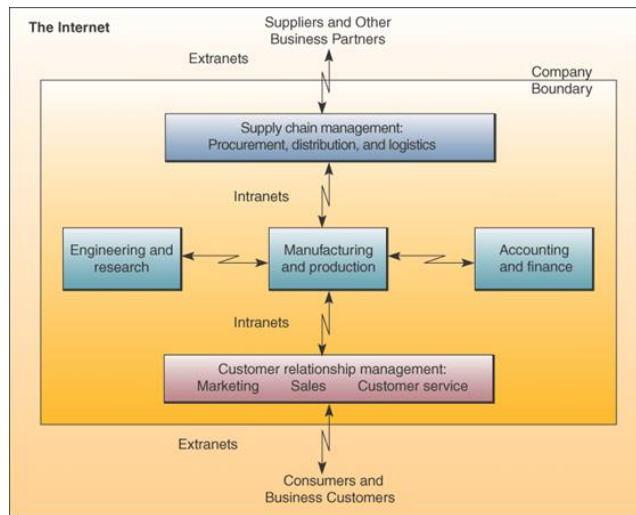 The Internet
Suppliers and Other
Business Partners
Extranets
Company
Boundary
Supply chain management:
Procurement, distribution, and logistics
Intranets
Engineering and
research
Manufacturing
and production
Accounting
and finance
Intranets
Customer relationship management:
Marketing Sales Customer service
Extranets
Consumers and
Business Customers